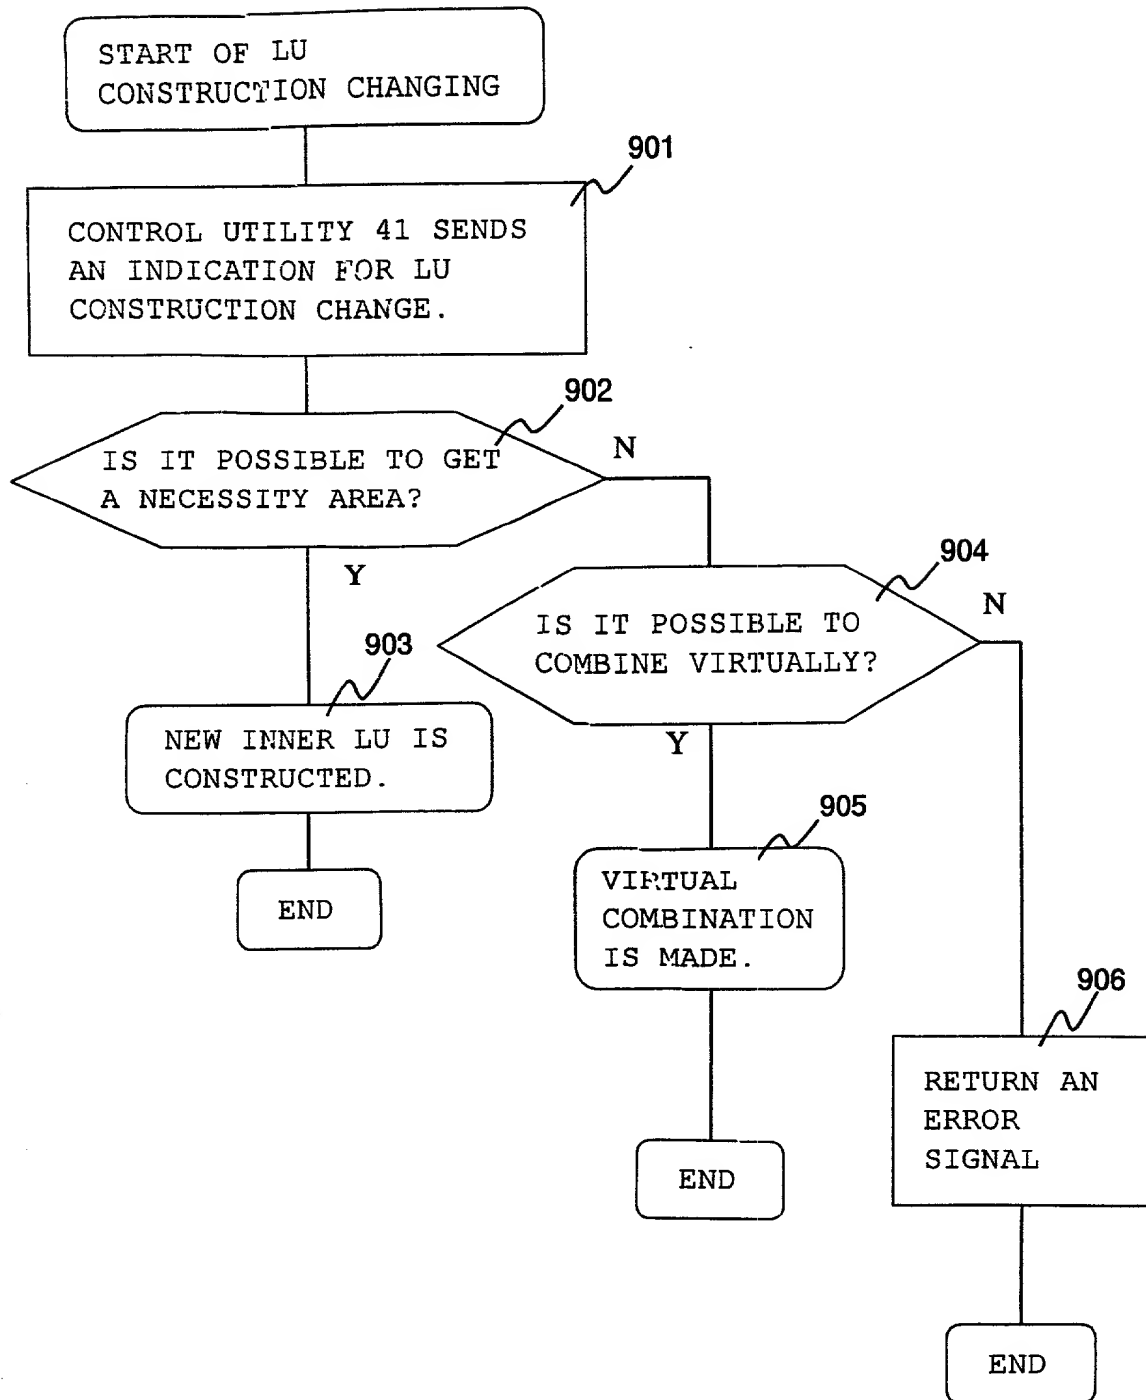 START OF LU
CONSTRUCTION CHANGING
901
CONTROL UTILITY 41 SENDS
AN INDICATION FOR LU
CONSTRUCTION CHANGE.
902
IS IT POSSIBLE TO GET
A NECESSITY AREA?
N
Y
904
IS IT POSSIBLE TO
COMBINE VIRTUALLY?
N
Y
903
NEW INNER LU IS
CONSTRUCTED.
END
905
VIRTUAL
COMBINATION
IS MADE.
END
906
RETURN AN
ERROR
SIGNAL
END